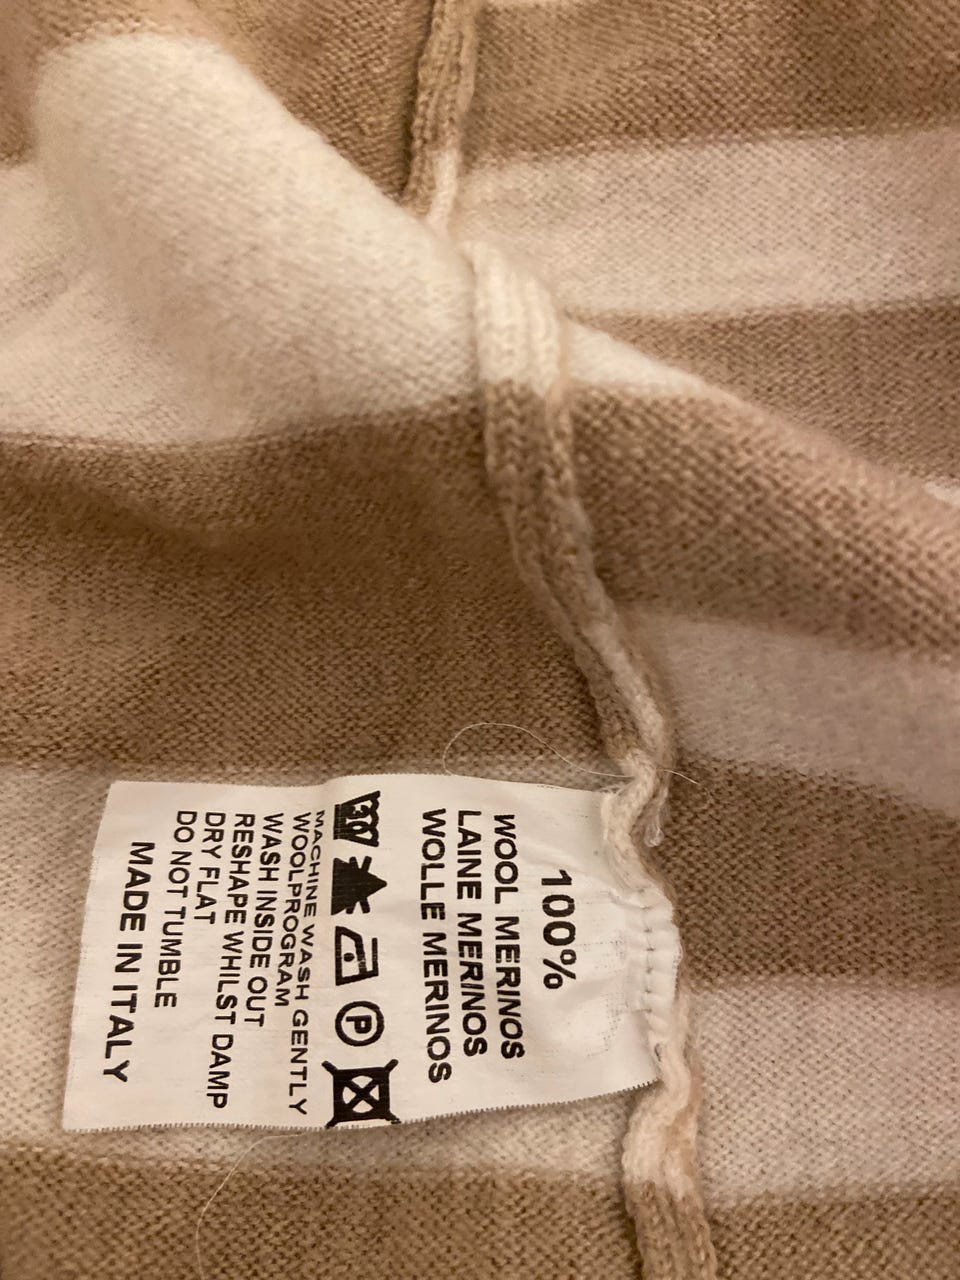 100%
WOOL MERINOS
LAINE MERINOS
WOLLE MERINOS
30 P
MACHINE WASH GENTLY
WOOLPROGRAM
WASH INSIDE OUT
RESHAPE WHILST DAMP
DRY FLAT
DO NOT TUMBLE
MADE IN ITALY